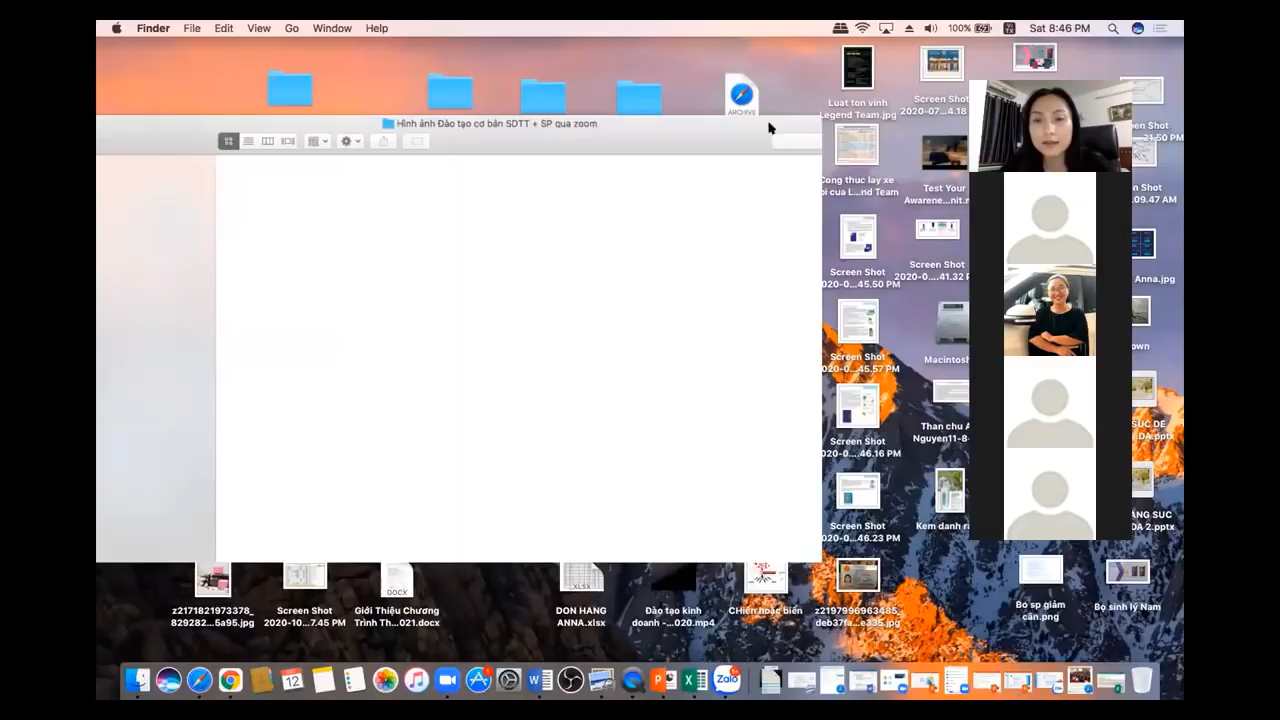 Finder File Edit View Go Window Help
100%
Sat 8:46 PM
ARCHIVE
Hình ảnh Đào tạo cơ bản SDTT + SP qua zoom
Luat ton vinh
Legend Team.jpg
Screen Shot
2020-07...4.18
Cong thuc lay xe
oi cua L...nd Team
Test Your
Awarene...nit.
Shot
Screen Shot
020-0....45.50 PM
Screen Shot
2020-0....41.32
Anna.jpg
Screen Shot
020-0....45.57 PM
Macintosh
own
Screen Shot
020-0....46.16 PM
Than chu
Nguyen11-8-
Screen Shot
020-0....46.23 PM
Kem danh
z2171821973378_
829282...5a95.jpg
Screen Shot
2020-10...7.45 PM
DOCX
Giới Thiệu Chương
Trình Th...021.docx
XLSX
DON HANG
ANNA.xlsx
Đào tạo kinh
doanh -...020.mp4
CHien hoac bien
z2197996963485_
deb37fa...e335.jpg
Bo sp giảm
cân.png
Bo sinh lý Nam
12
Zalo